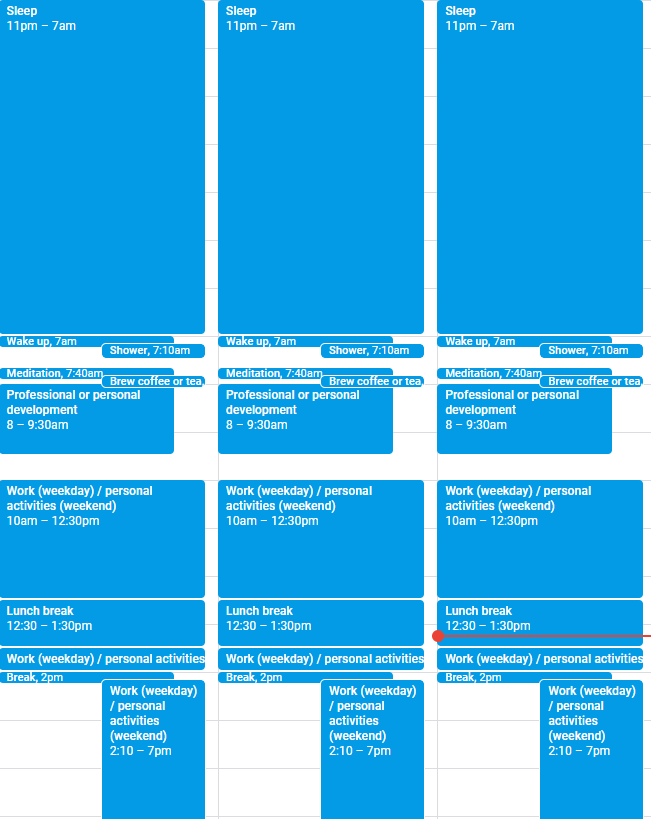 Sleep
11pm – 7am
Wake up, 7am
Shower, 7:10am
Meditation, 7:40am
Brew coffee or tea,
Professional or personal
development
8 – 9:30am
Work (weekday) / personal
activities (weekend)
10am – 12:30pm
Lunch break
12:30 – 1:30pm
Work (weekday) / personal activities
Break, 2pm
Work (weekday)
/ personal
activities
(weekend)
2:10 – 7pm
Sleep
11pm – 7am
Wake up, 7am
Shower, 7:10am
Meditation, 7:40am
Brew coffee or tea,
Professional or personal
development
8 – 9:30am
Work (weekday) / personal
activities (weekend)
10am – 12:30pm
Lunch break
12:30 – 1:30pm
Work (weekday) / personal activities
Break, 2pm
Work (weekday)
/ personal
activities
(weekend)
2:10 – 7pm
Sleep
11pm – 7am
Wake up, 7am
Shower, 7:10am
Meditation, 7:40am
Brew coffee or tea,
Professional or personal
development
8 – 9:30am
Work (weekday) / personal
activities (weekend)
10am – 12:30pm
Lunch break
12:30 – 1:30pm
Work (weekday) / personal activities
Break, 2pm
Work (weekday)
/ personal
activities
(weekend)
2:10 – 7pm